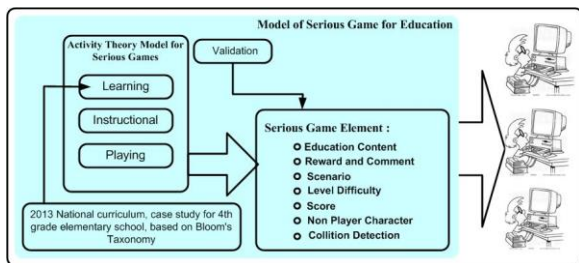 Model of Serious Game for Education
Activity Theory Model for
Serious Games
Validation
Learning
Instructional
Playing
Serious Game Element :
Education Content
Reward and Comment
Scenario
Level Difficulty
Score
Non Player Character
Collition Detection
2013 National curriculum, case study for 4th
grade elementary school, based on Bloom's
Taxonomy